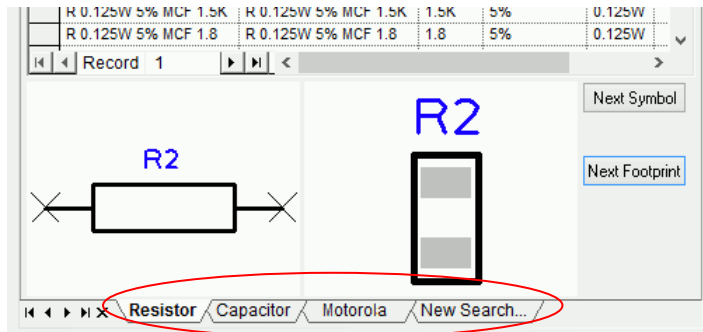 R 0.125W 5% MCF 1.5K R 0.125W 5% MCF 1.5K 1.5K 5% 0.125W
R 0.125W 5% MCF 1.8 R 0.125W 5% MCF 1.8 1.8 5% 0.125W
Record 1
Next Symbol
R2
R2
Next Footprint
Resistor Capacitor Motorola New Search...